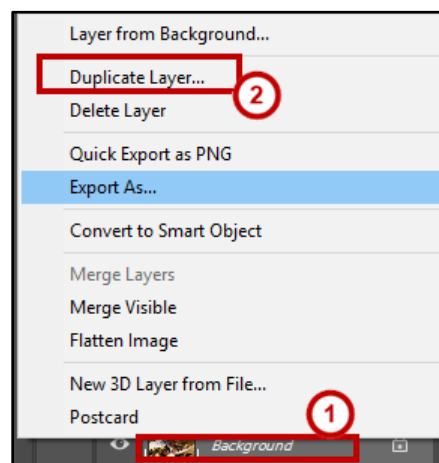 Layer from Background...
Duplicate Layer...
2
Delete Layer
Quick Export as PNG
Export As...
Convert to Smart Object
Merge Layers
Merge Visible
Flatten Image
New 3D Layer from File...
Postcard
1
Background